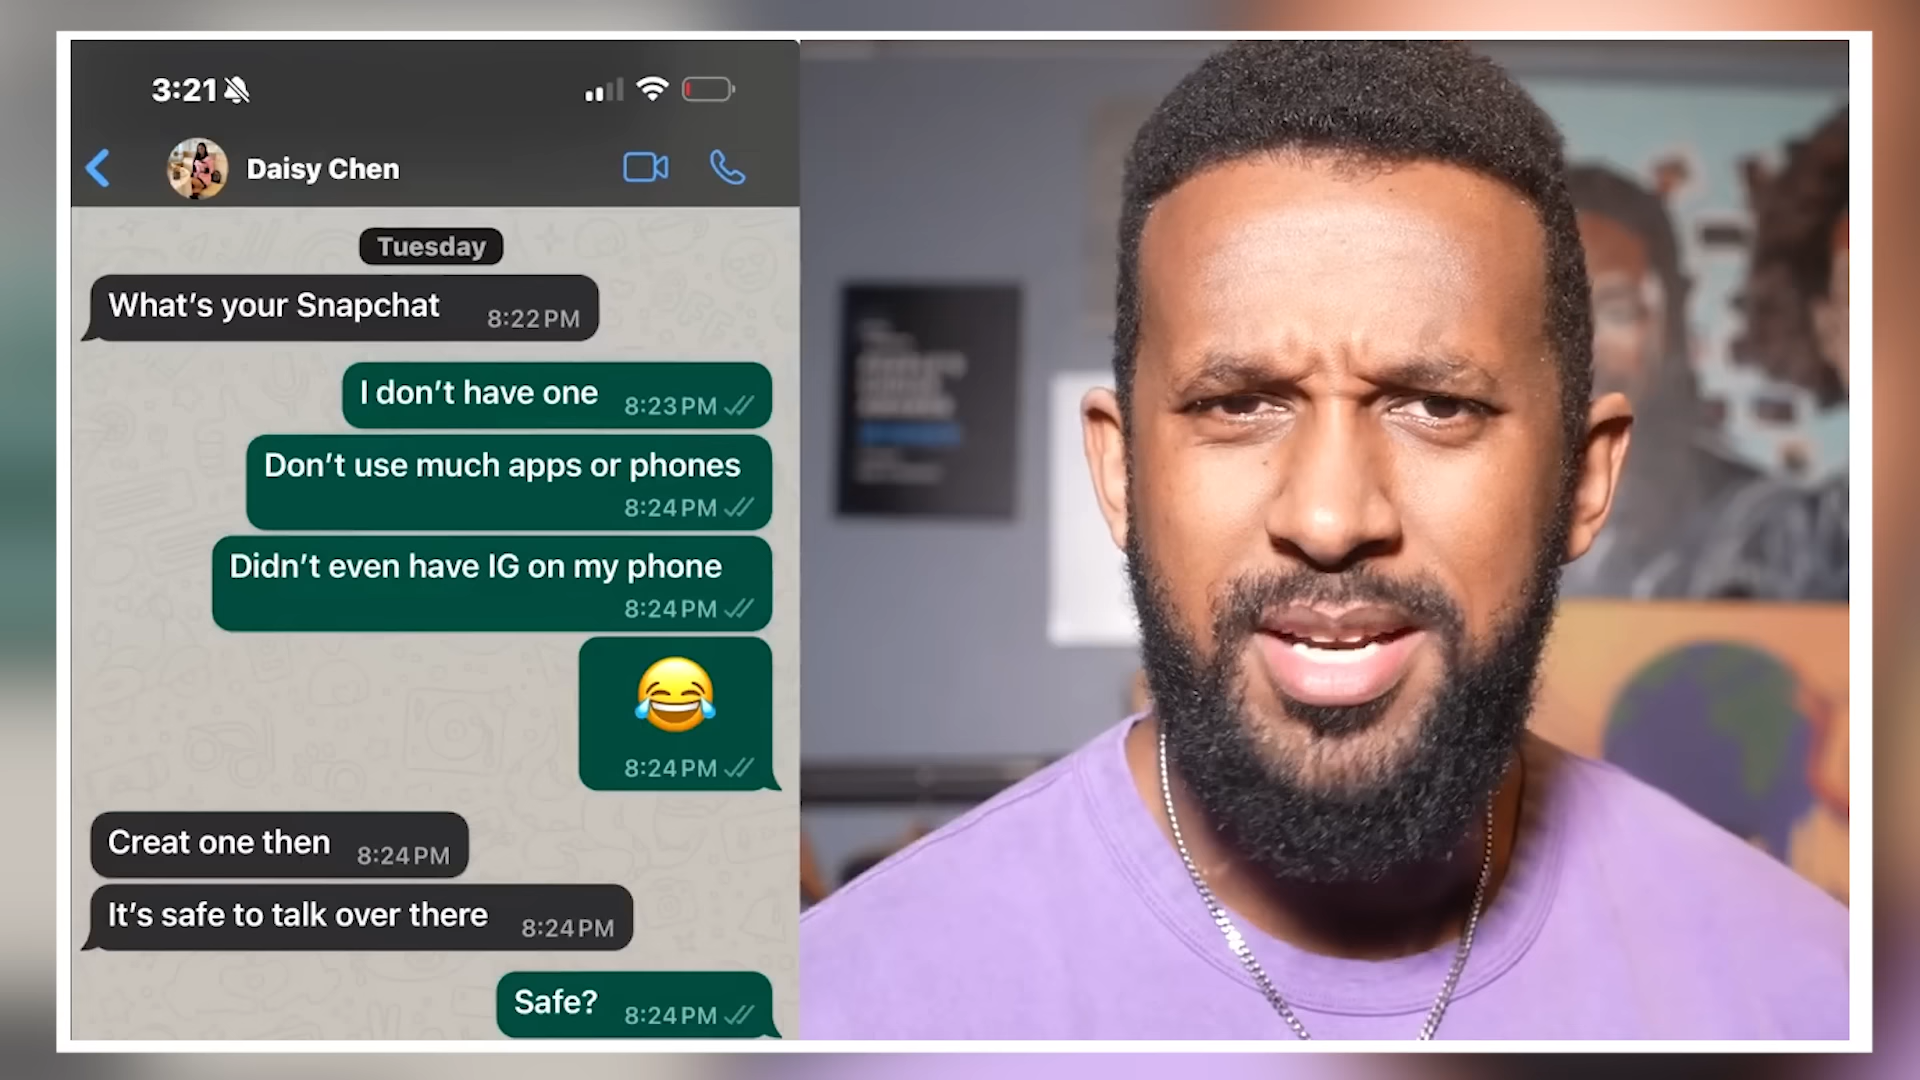 3:21
Daisy Chen
Tuesday
What's your Snapchat 8:22 PM
I don't have one 8:23 PM
Don't use much apps or phones
8:24 PM
Didn't even have IG on my phone
8:24 PM
😂
8:24 PM
Creat one then 8:24 PM
It's safe to talk over there 8:24 PM
Safe? 8:24 PM